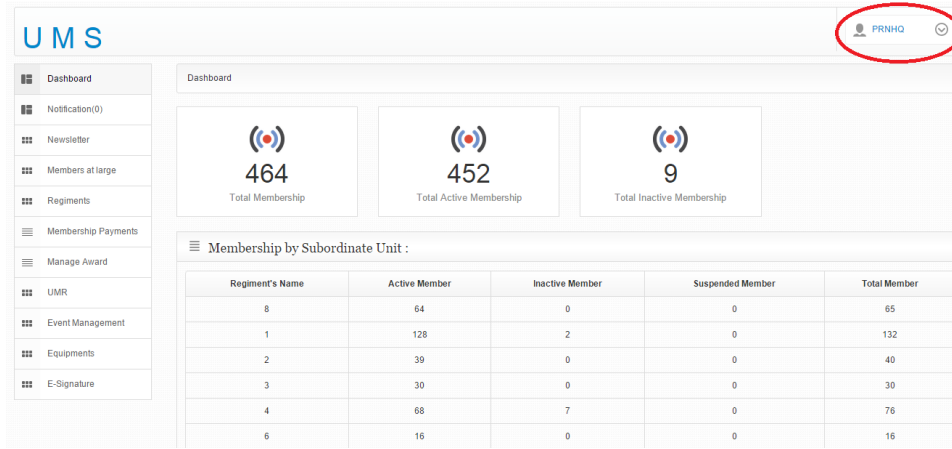 U M S
PRNHQ
Dashboard
Notification(0)
Newsletter
Members at large
Regiments
Membership Payments
Manage Award
UMR
Event Management
Equipments
E-Signature
Dashboard
464
Total Membership
452
Total Active Membership
9
Total Inactive Membership
Membership by Subordinate Unit :
Regiment's Name Active Member Inactive Member Suspended Member Total Member
8 64 0 0 65
1 128 2 0 132
2 39 0 0 40
3 30 0 0 30
4 68 7 0 76
6 16 0 0 16